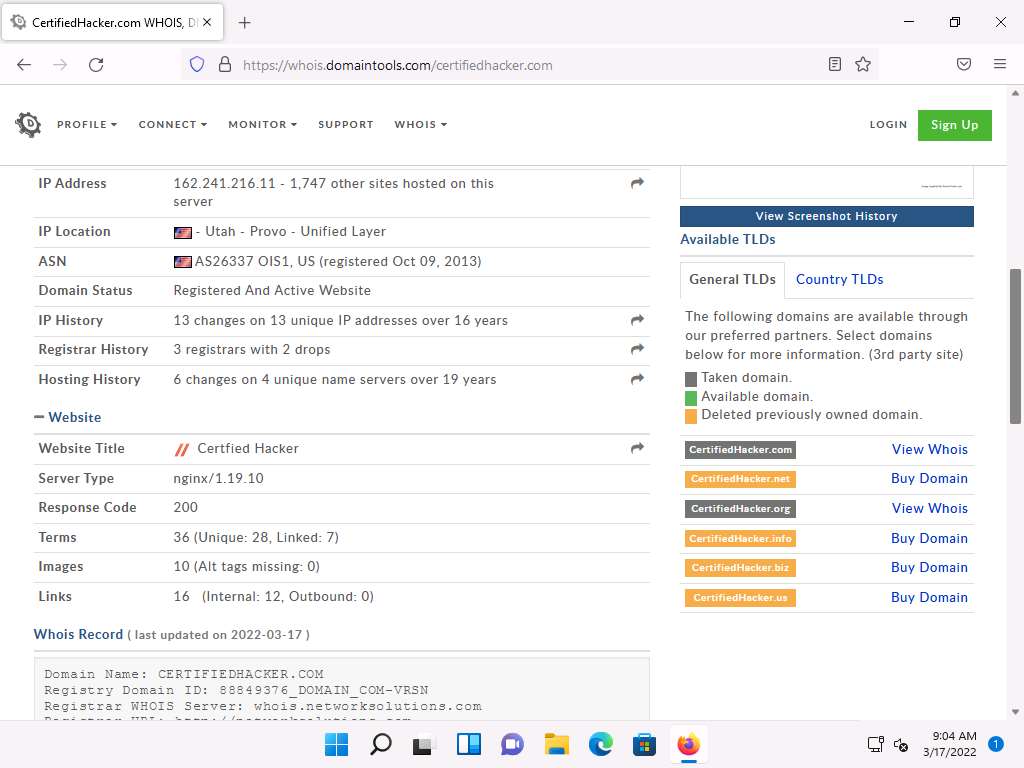 CertifiedHacker.com WHOIS, D
https://whois.domaintools.com/certifiedhacker.com
PROFILE CONNECT MONITOR SUPPORT WHOIS LOGIN Sign Up
IP Address 162.241.216.11 - 1,747 other sites hosted on this
server
IP Location - Utah - Provo - Unified Layer
ASN AS26337 OIS1, US (registered Oct 09, 2013)
Domain Status Registered And Active Website
IP History 13 changes on 13 unique IP addresses over 16 years
Registrar History 3 registrars with 2 drops
Hosting History 6 changes on 4 unique name servers over 19 years
Website
Website Title Certfied Hacker
Server Type nginx/1.19.10
Response Code 200
Terms 36 (Unique: 28, Linked: 7)
Images 10 (Alt tags missing: 0)
Links 16 (Internal: 12, Outbound: 0)
Whois Record ( last updated on 2022-03-17 )
Domain Name: CERTIFIEDHACKER.COM
Registry Domain ID: 88849376_DOMAIN_COM-VRSN
Registrar WHOIS Server: whois.networksolutions.com
Registrar URL: http://networksolutions.com
View Screenshot History
Available TLDs
General TLDs Country TLDs
The following domains are available through
our preferred partners. Select domains
below for more information. (3rd party site)
Taken domain.
Available domain.
Deleted previously owned domain.
CertifiedHacker.com View Whois
CertifiedHacker.net Buy Domain
CertifiedHacker.org View Whois
CertifiedHacker.info Buy Domain
CertifiedHacker.biz Buy Domain
CertifiedHacker.us Buy Domain
9:04 AM
3/17/2022
1